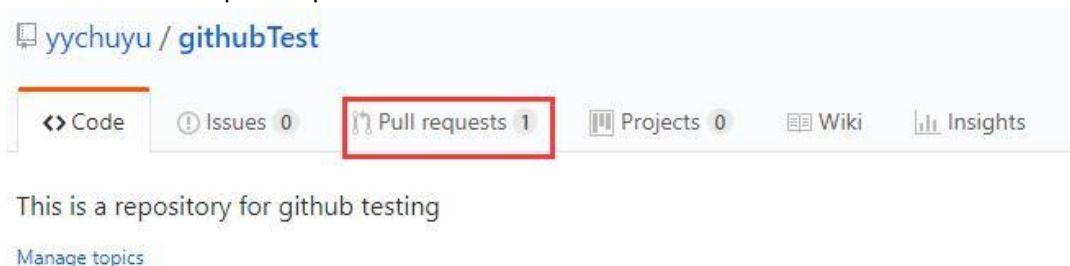 yychuyu / githubTest
Code Issues 0 Pull requests 1 Projects 0 Wiki Insights
This is a repository for github testing
Manage topics